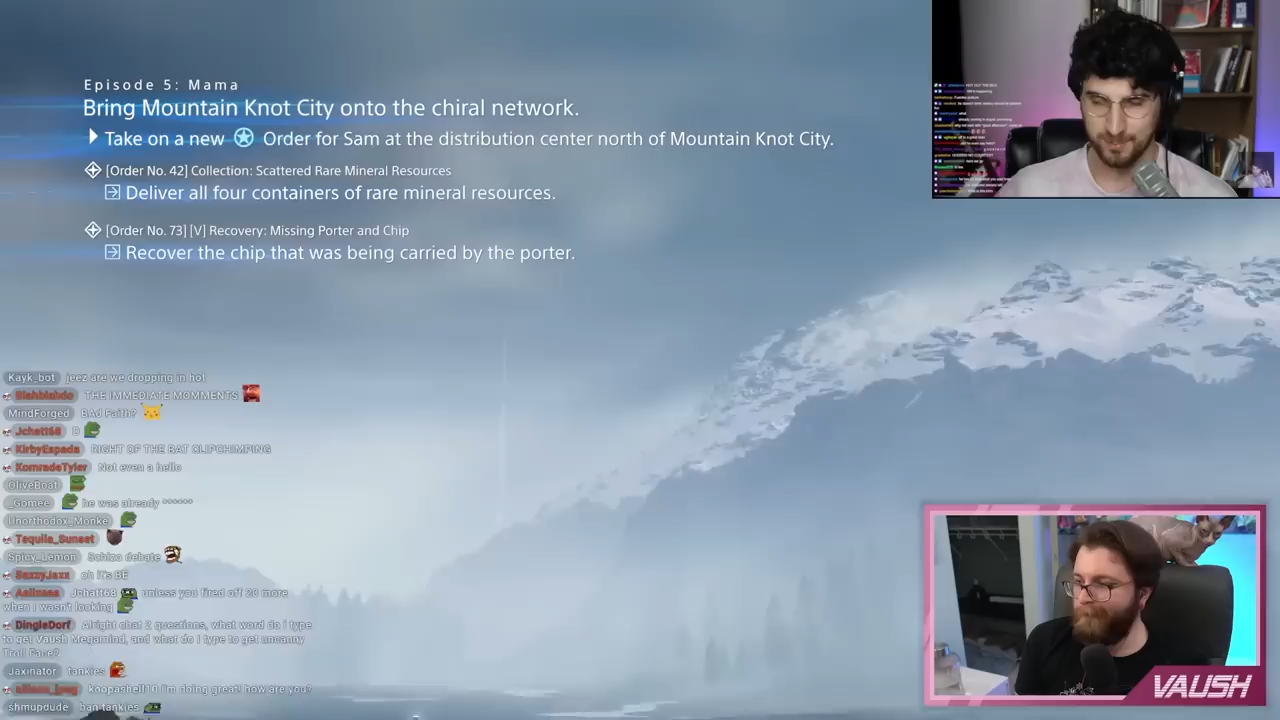 Episode 5: Mama
Bring Mountain Knot City onto the chiral network.
Take on a new order for Sam at the distribution center north of Mountain Knot City.
[Order No. 42] Collection: Scattered Rare Mineral Resources
Deliver all four containers of rare mineral resources.
[Order No. 73] [V] Recovery: Missing Porter and Chip
Recover the chip that was being carried by the porter.
Kayk_bot jeez are we dropping in hot
THE IMMEDIATE MOMMENTS
MindForged BAd Faith?
Jchatt68 D
KirbyEspada RIGHT OF THE BAT CLIPCHIMPING
KomradeTyler Not even a hello
OliveBoat
_Gomee_ he was already ******
Unorthodox_Monke
Tequila_Sunset
Spicy_Lemon Schizo debate
SazzyJaxx oh its BE
Jchatt68 unless you fired off 20 more
when I wasn't looking
DingleDorf Alright chat 2 questions, what word do I type
to get Vaush Megamind, and what do I type to get uncanny
Troll Face?
Jaxinator tankies
koopashell10 I'm doing great! how are you?
shmupdude ban tankies
VAUSH